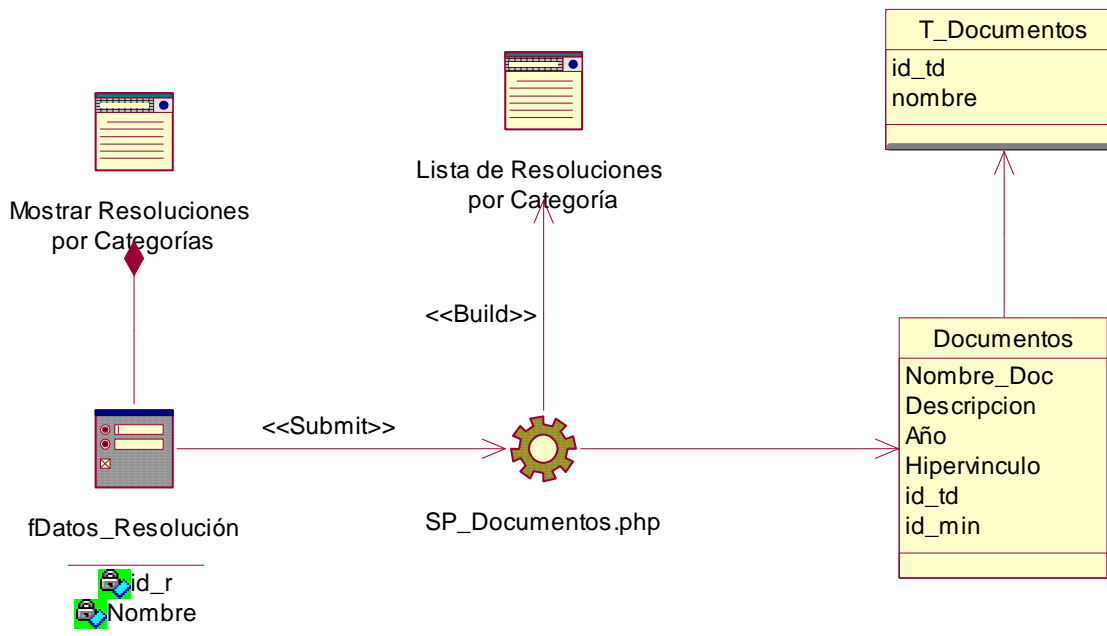 T_Documentos
id_td
nombre
Mostrar Resoluciones
por Categorías
Lista de Resoluciones
por Categoría
<<Build>>
<<Submit>>
fDatos_Resolución
id_r
Nombre
SP_Documentos.php
Documentos
Nombre_Doc
Descripcion
Año
Hipervinculo
id_td
id_min